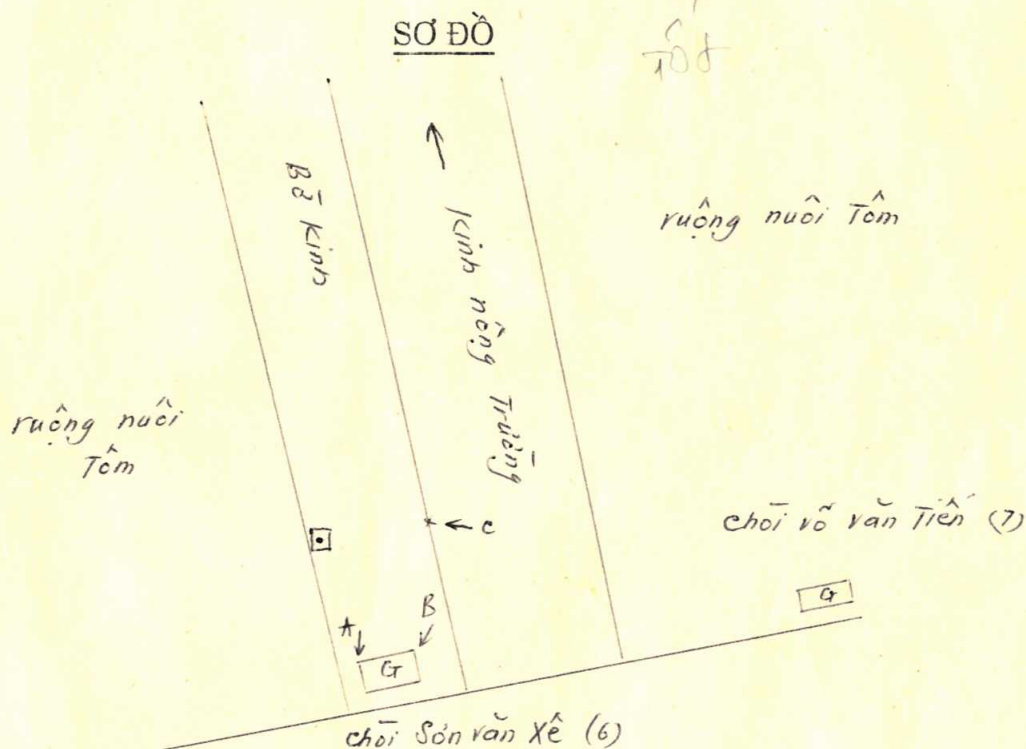 SƠ ĐỒ
Bờ Kinh
Kinh nông Trường
ruộng nuôi Tôm
ruộng nuôi
Tôm
C
chòi võ văn Tiến (7)
G
A
B
G
chòi Sơn văn Xê (6)